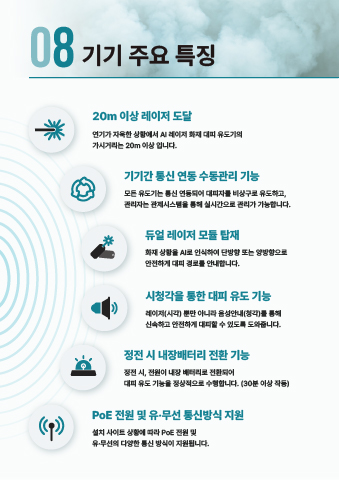 08 기기 주요 특징
20m 이상 레이저 도달
연기가 자욱한 상황에서 AI 레이저 화재 대피 유도기의
가시거리는 20m 이상 입니다.
기기간 통신 연동 수동관리 기능
모든 유도기는 통신 연동되어 대피자를 비상구로 유도하고,
관리자는 관제시스템을 통해 실시간으로 관리가 가능합니다.
듀얼 레이저 모듈 탑재
화재 상황을 AI로 인식하여 단방향 또는 양방향으로
안전하게 대피 경로를 안내합니다.
시청각을 통한 대피 유도 기능
레이저(시각) 뿐만 아니라 음성안내(청각)를 통해
신속하고 안전하게 대피할 수 있도록 도와줍니다.
정전 시 내장배터리 전환 기능
정전 시, 전원이 내장 배터리로 전환되어
대피 유도 기능을 정상적으로 수행합니다. (30분 이상 작동)
PoE 전원 및 유·무선 통신방식 지원
설치 사이트 상황에 따라 PoE 전원 및
유·무선의 다양한 통신 방식이 지원됩니다.